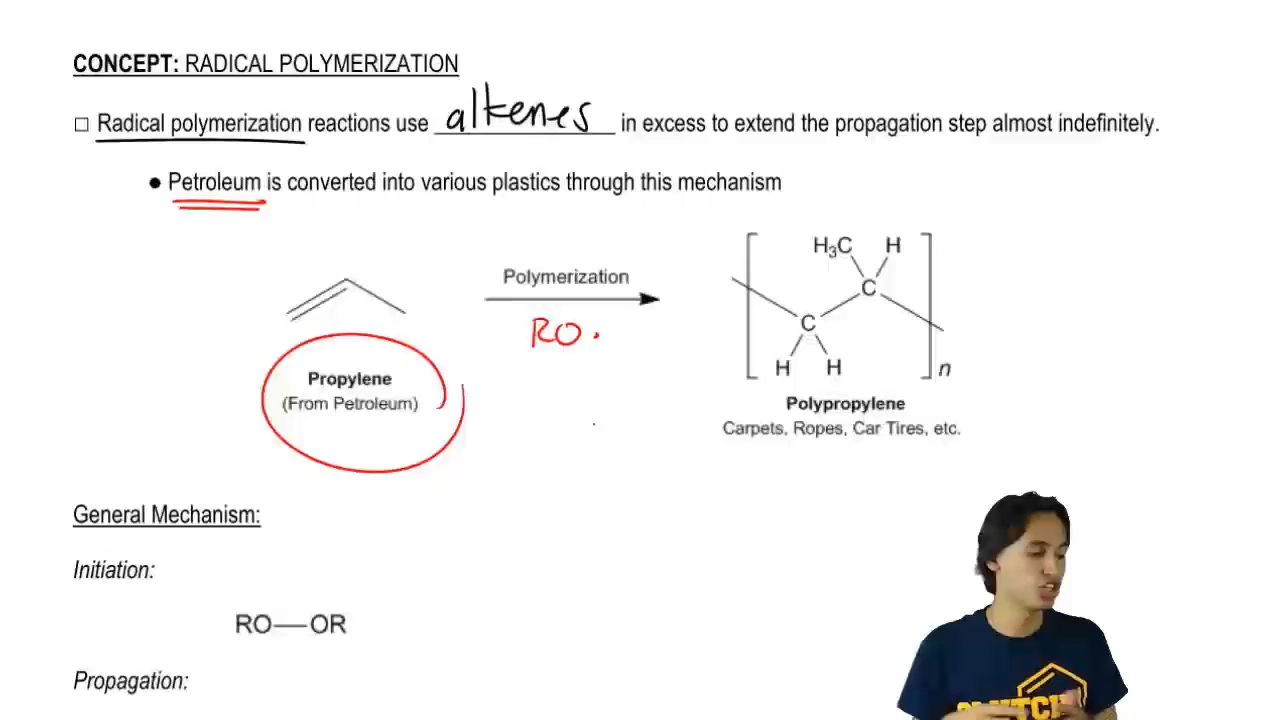 CONCEPT: RADICAL POLYMERIZATION
□ Radical polymerization reactions use alkenes in excess to extend the propagation step almost indefinitely.
● Petroleum is converted into various plastics through this mechanism
H₃C H
Polymerization
C
RO·
C
H H
n
Propylene
(From Petroleum)
Polypropylene
Carpets, Ropes, Car Tires, etc.
General Mechanism:
Initiation:
RO—OR
Propagation: